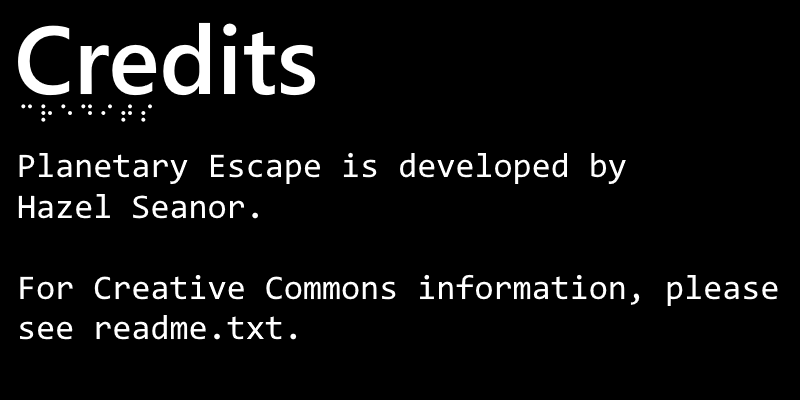 Credits
⠉⠗⠑⠙⠊⠞⠎
Planetary Escape is developed by
Hazel Seanor.
For Creative Commons information, please
see readme.txt.